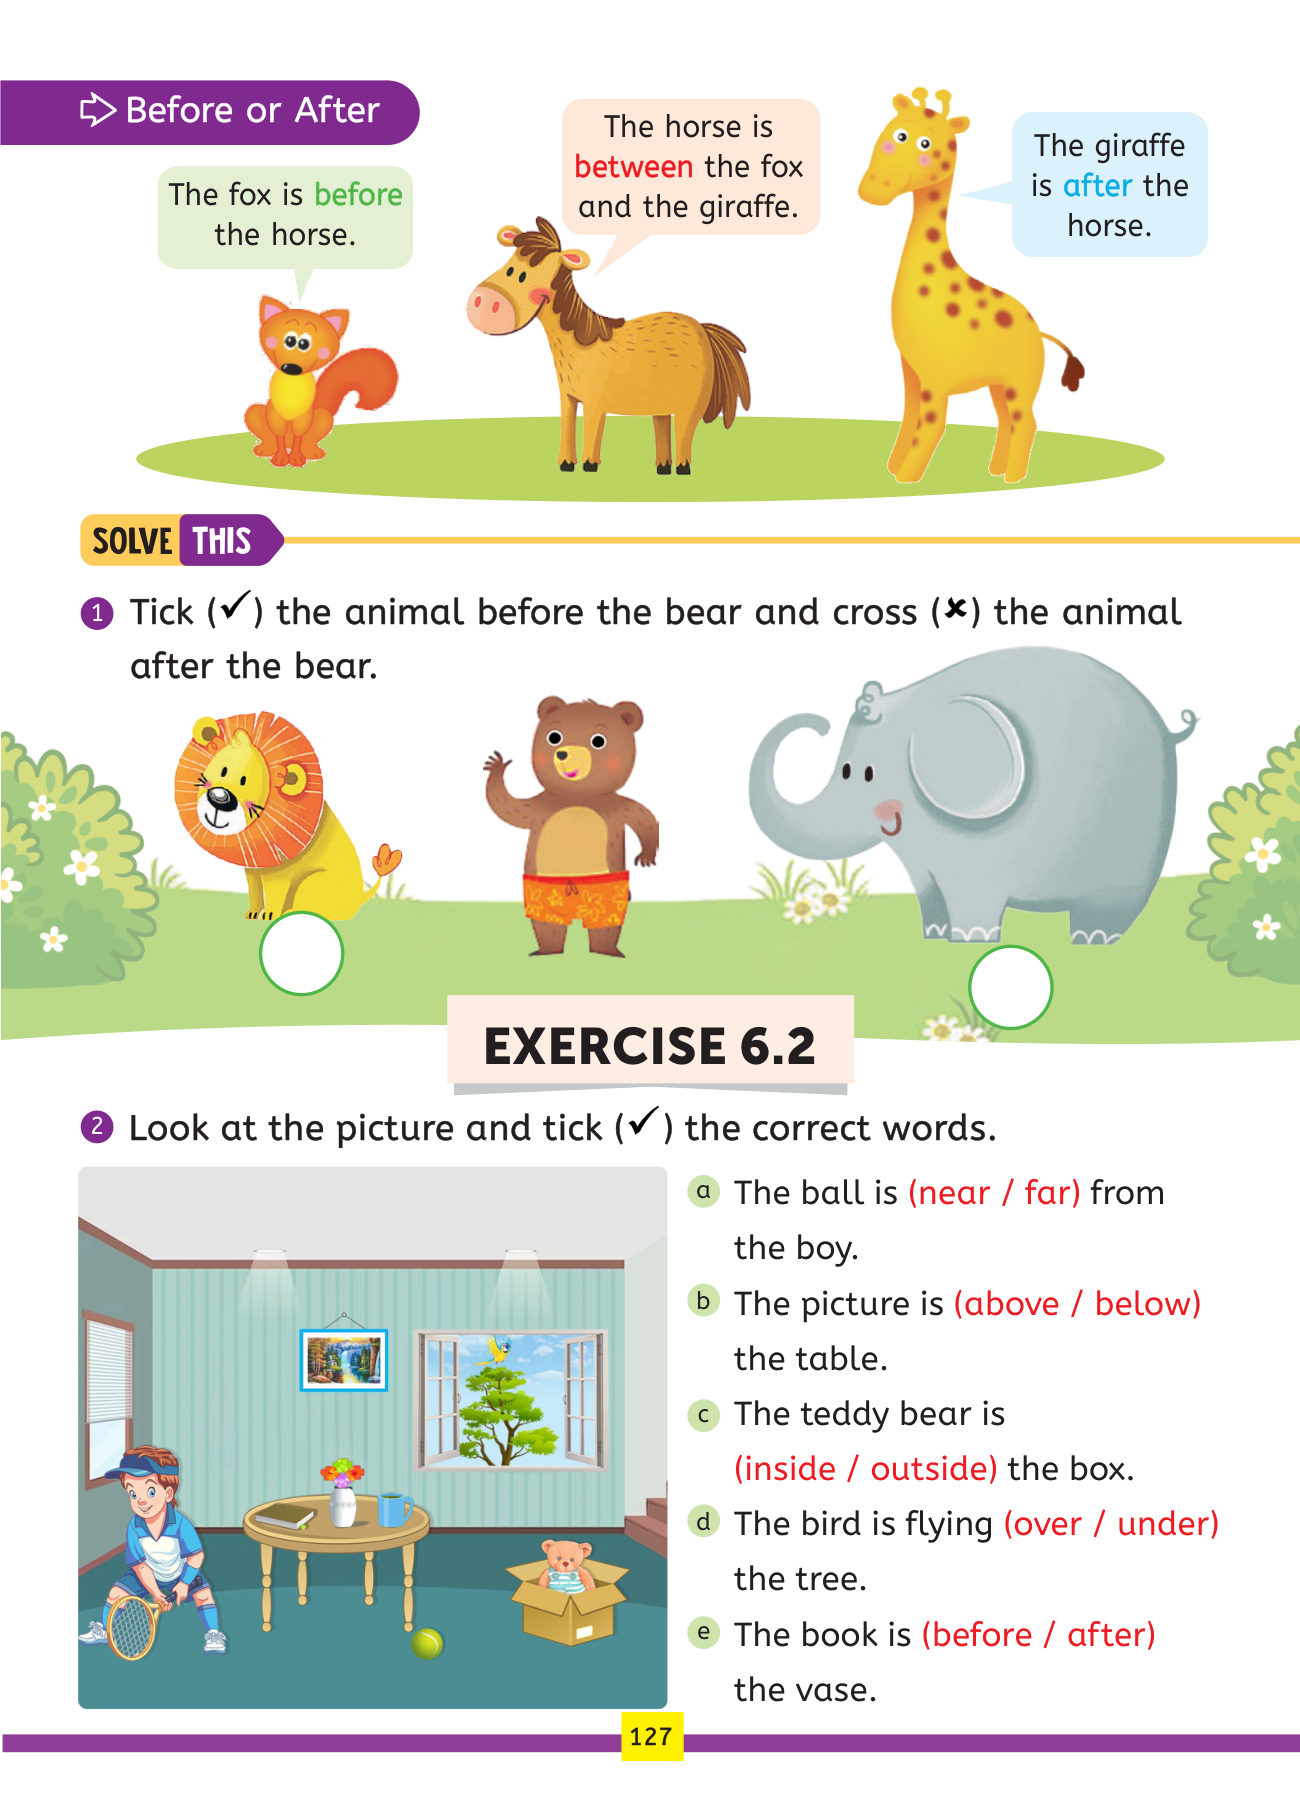 Before or After
The fox is before
the horse.
The horse is
between the fox
and the giraffe.
The giraffe
is after the
horse.
SOLVE THIS
1 Tick (✓) the animal before the bear and cross (✗) the animal
after the bear.
EXERCISE 6.2
2 Look at the picture and tick (✓) the correct words.
a The ball is (near / far) from
the boy.
b The picture is (above / below)
the table.
c The teddy bear is
(inside / outside) the box.
d The bird is flying (over / under)
the tree.
e The book is (before / after)
the vase.
127